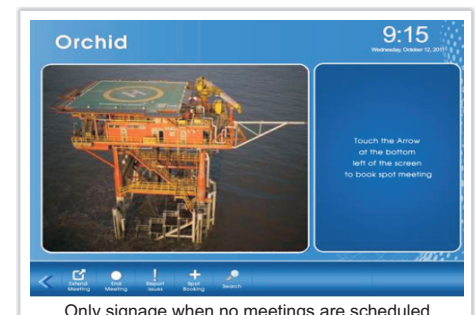 Orchid
9:15
Wednesday, October 12, 2011
Touch the Arrow
at the bottom
left of the screen
to book spot meeting
Extend
Meeting
End
Meeting
Report
Issues
Spot
Booking
Search
Only signage when no meetings are scheduled